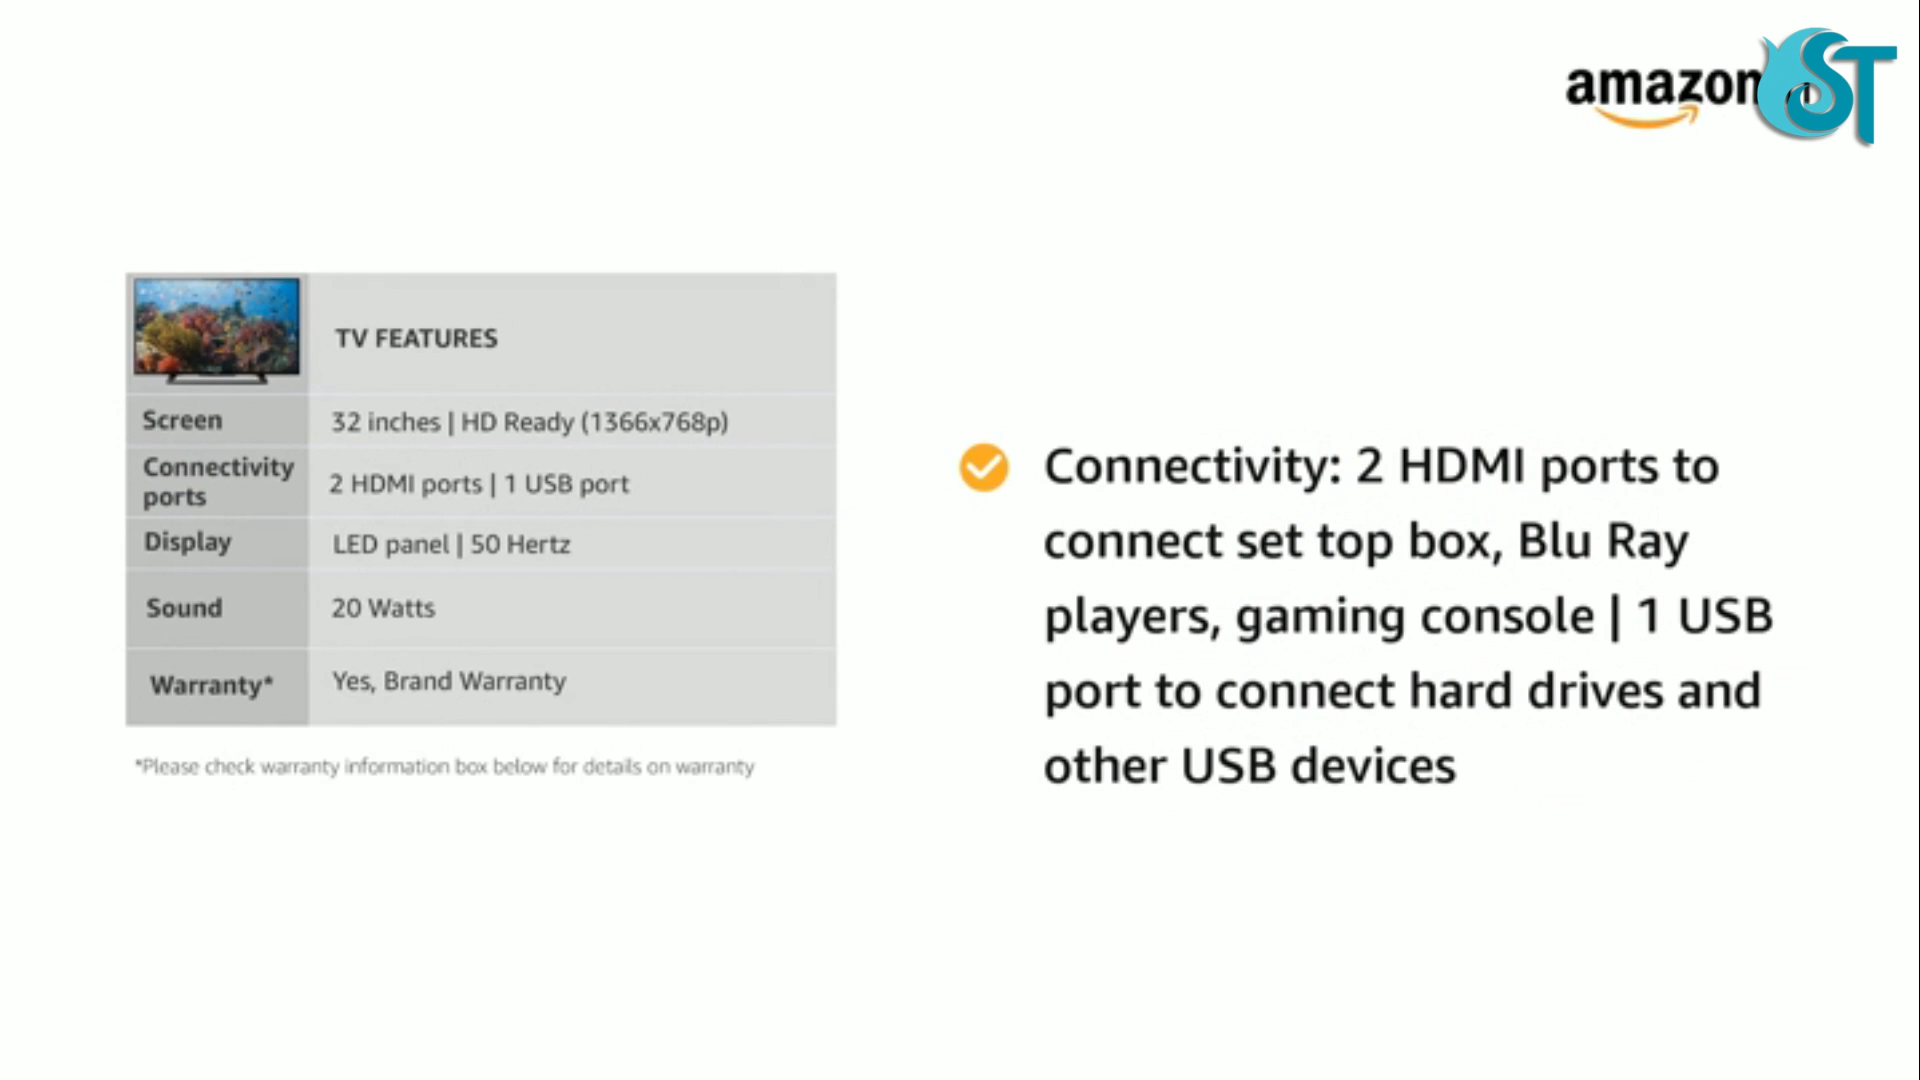 amazon
ST
TV FEATURES
Screen
32 inches | HD Ready (1366x768p)
Connectivity
ports
2 HDMI ports | 1 USB port
Display
LED panel | 50 Hertz
Sound
20 Watts
Warranty*
Yes, Brand Warranty
*Please check warranty information box below for details on warranty
Connectivity: 2 HDMI ports to
connect set top box, Blu Ray
players, gaming console | 1 USB
port to connect hard drives and
other USB devices